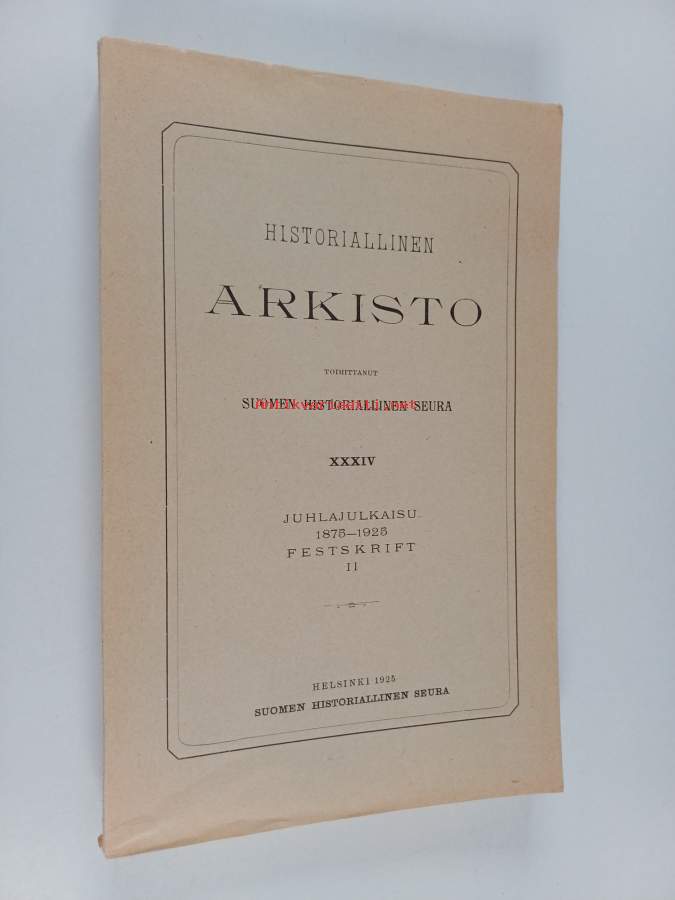 HISTORIALLINEN
ARKISTO
TOIMITTANUT
SUOMEN HISTORIALLINEN SEURA
XXXIV
JUHLAJULKAISU
1875—1925
FESTSKRIFT
II
HELSINKI 1925
SUOMEN HISTORIALLINEN SEURA